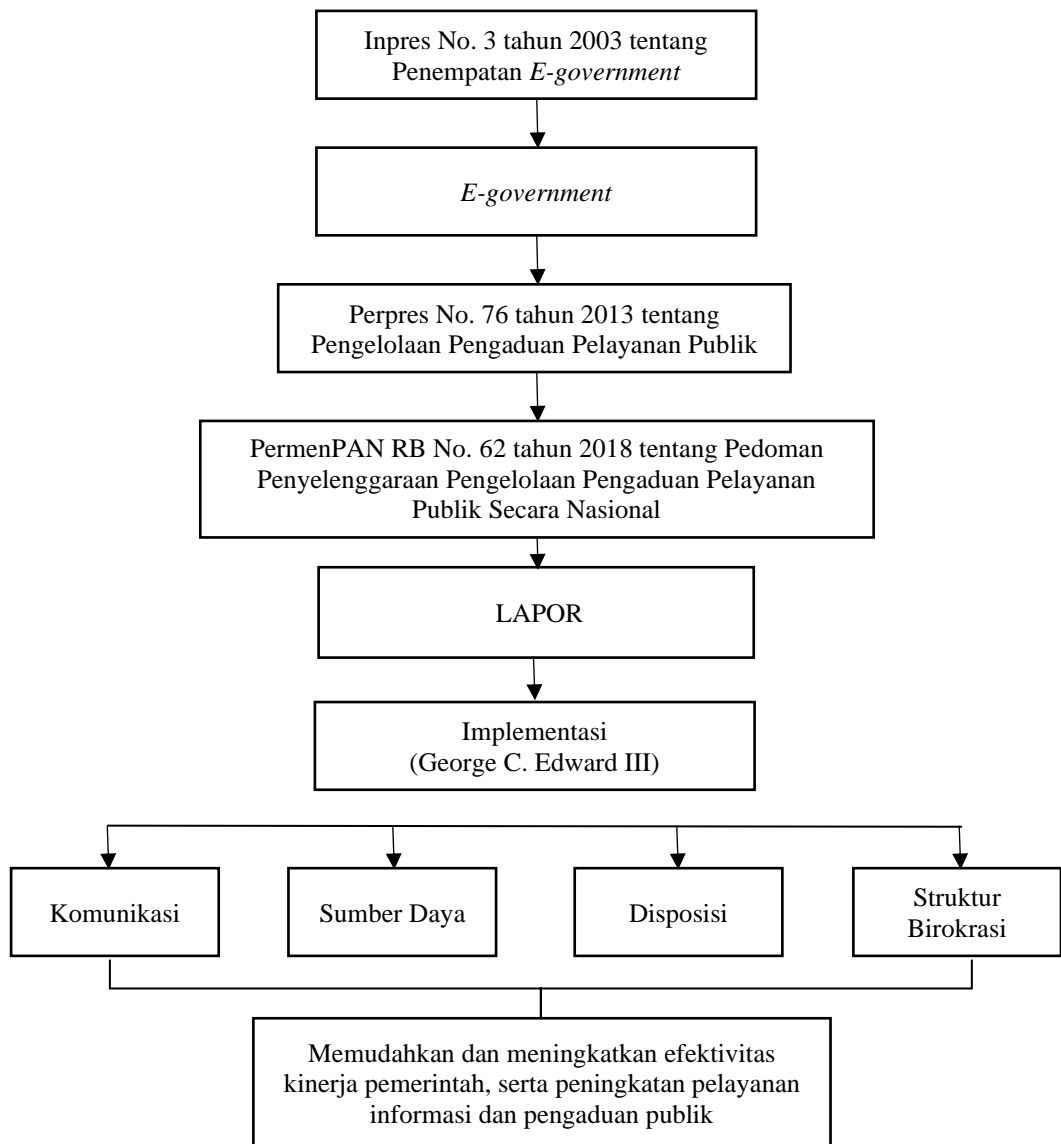 Inpres No. 3 tahun 2003 tentang
Penempatan E-government
E-government
Perpres No. 76 tahun 2013 tentang
Pengelolaan Pengaduan Pelayanan Publik
PermenPAN RB No. 62 tahun 2018 tentang Pedoman
Penyelenggaraan Pengelolaan Pengaduan Pelayanan
Publik Secara Nasional
LAPOR
Implementasi
(George C. Edward III)
Komunikasi
Sumber Daya
Disposisi
Struktur
Birokrasi
Memudahkan dan meningkatkan efektivitas
kinerja pemerintah, serta peningkatan pelayanan
informasi dan pengaduan publik